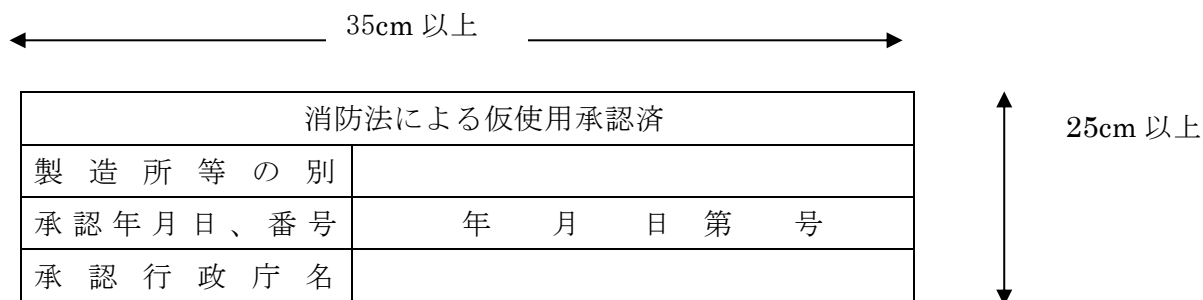 35cm 以上
消防法による仮使用承認済
25cm 以上
製造所等の別
承認年月日、番号 年 月 日 第 号
承認行政庁名